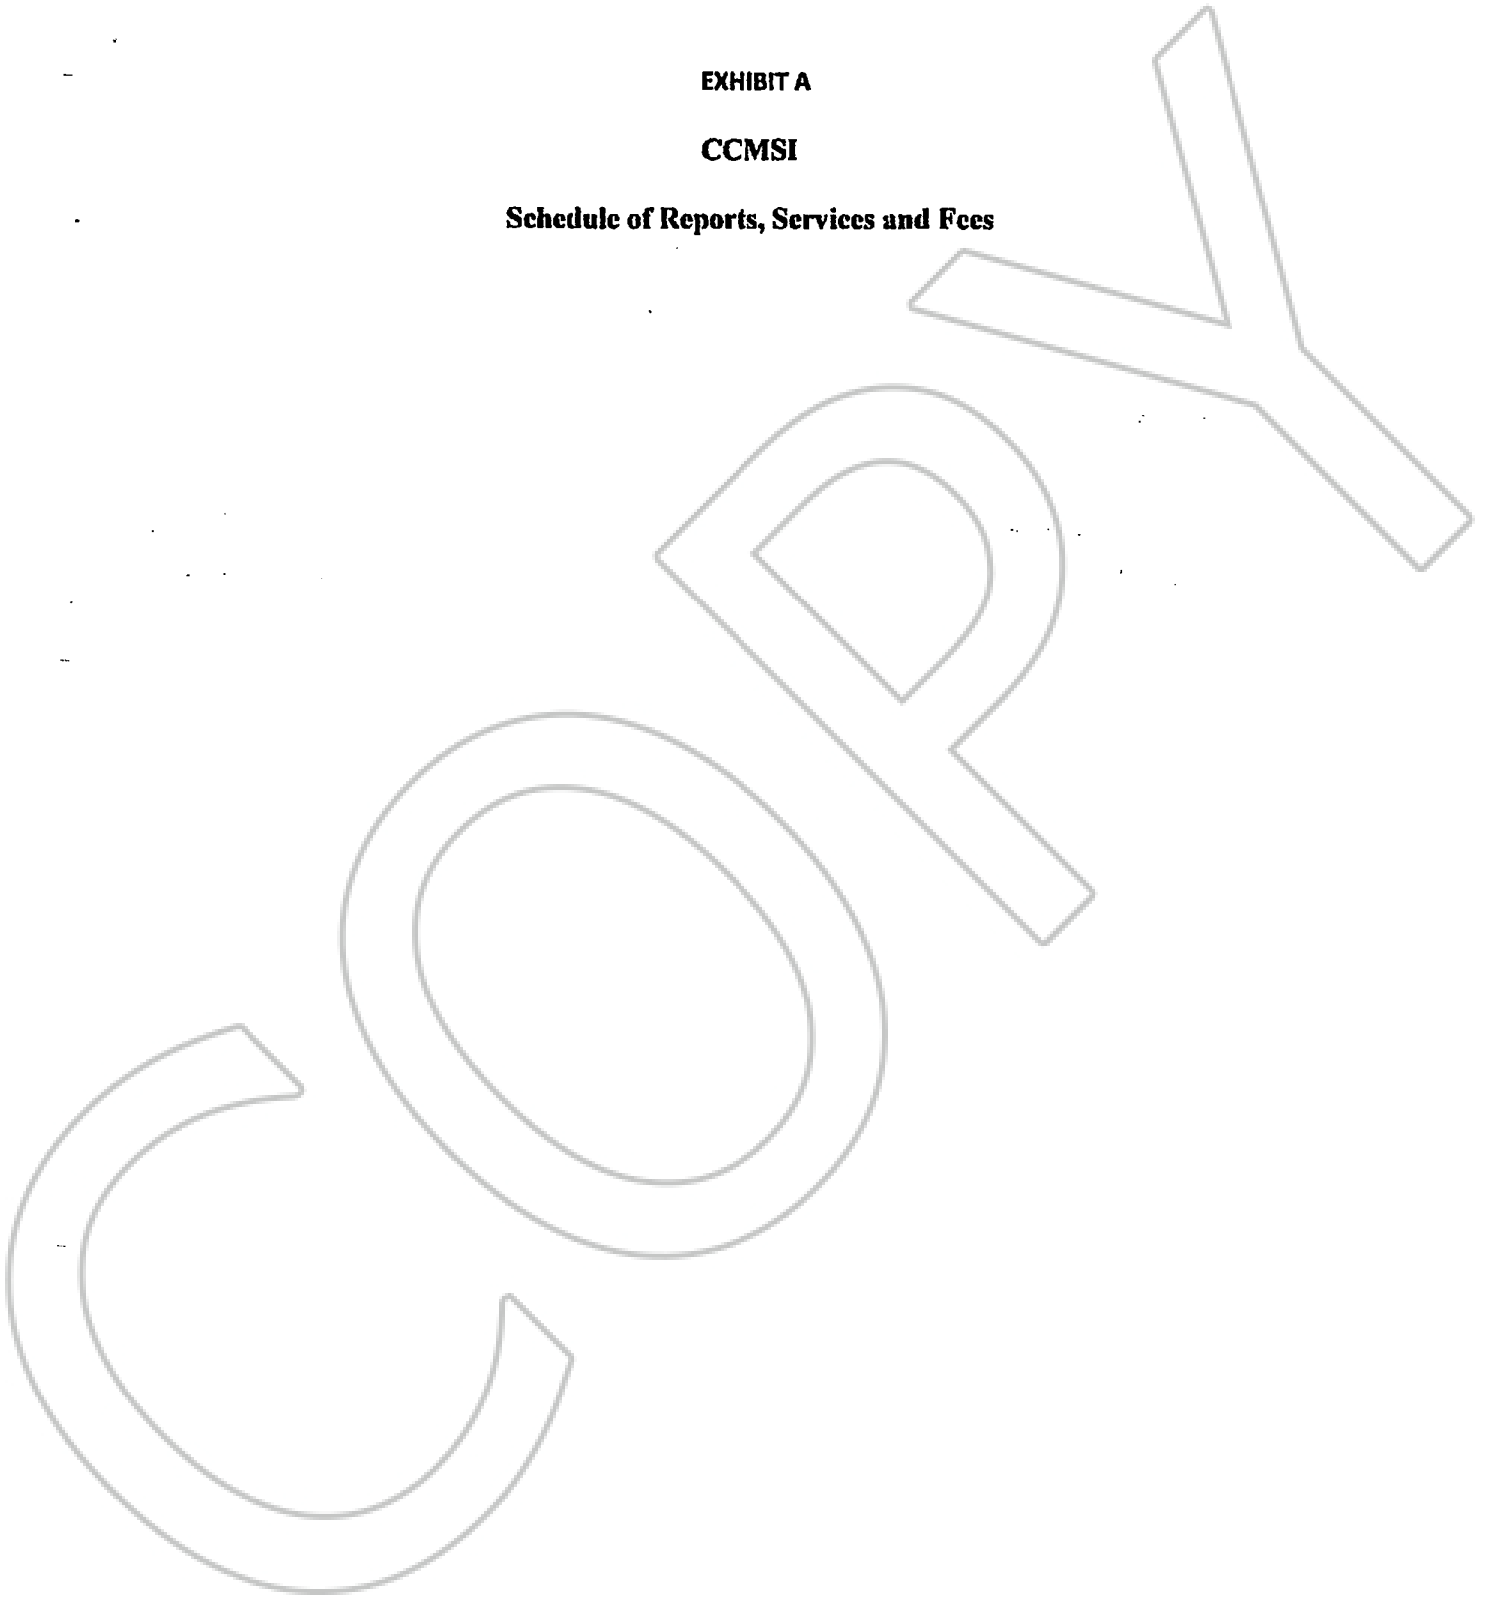 EXHIBIT A
CCMSI
Schedule of Reports, Services and Fees
COPY